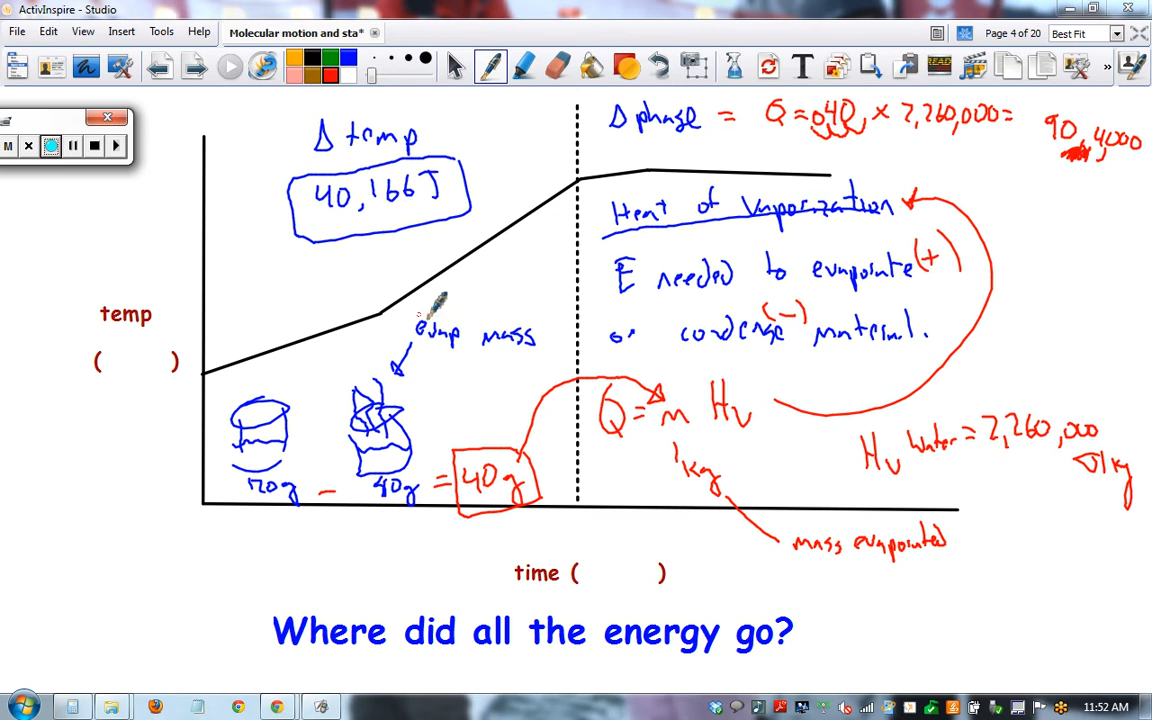 ActivInspire - Studio
File Edit View Insert Tools Help
Molecular motion and sta*
Page 4 of 20
Best Fit
M
READ
T
»
Δ temp
40,166 J
Δ phase = Q = .040 × 2,260,000 =
90,4000
Heat of Vaporization
E needed to evaporate (+)
or condense (-) material.
evap mass
120g - 80g = 40g
Q = m Hv
kg
Hv water = 2,260,000
J/kg
mass evaporated
temp
( )
time ( )
Where did all the energy go?
11:52 AM